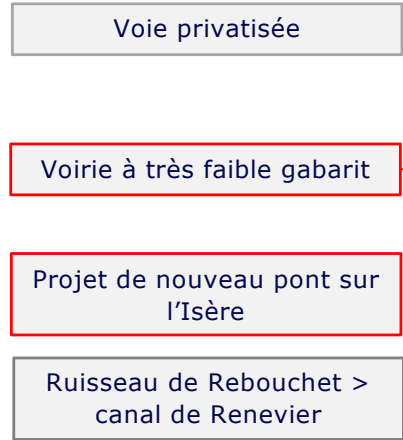 Voie privatisée
Voirie à très faible gabarit
Projet de nouveau pont sur
l’Isère
Ruisseau de Rebouchet >
canal de Renevier